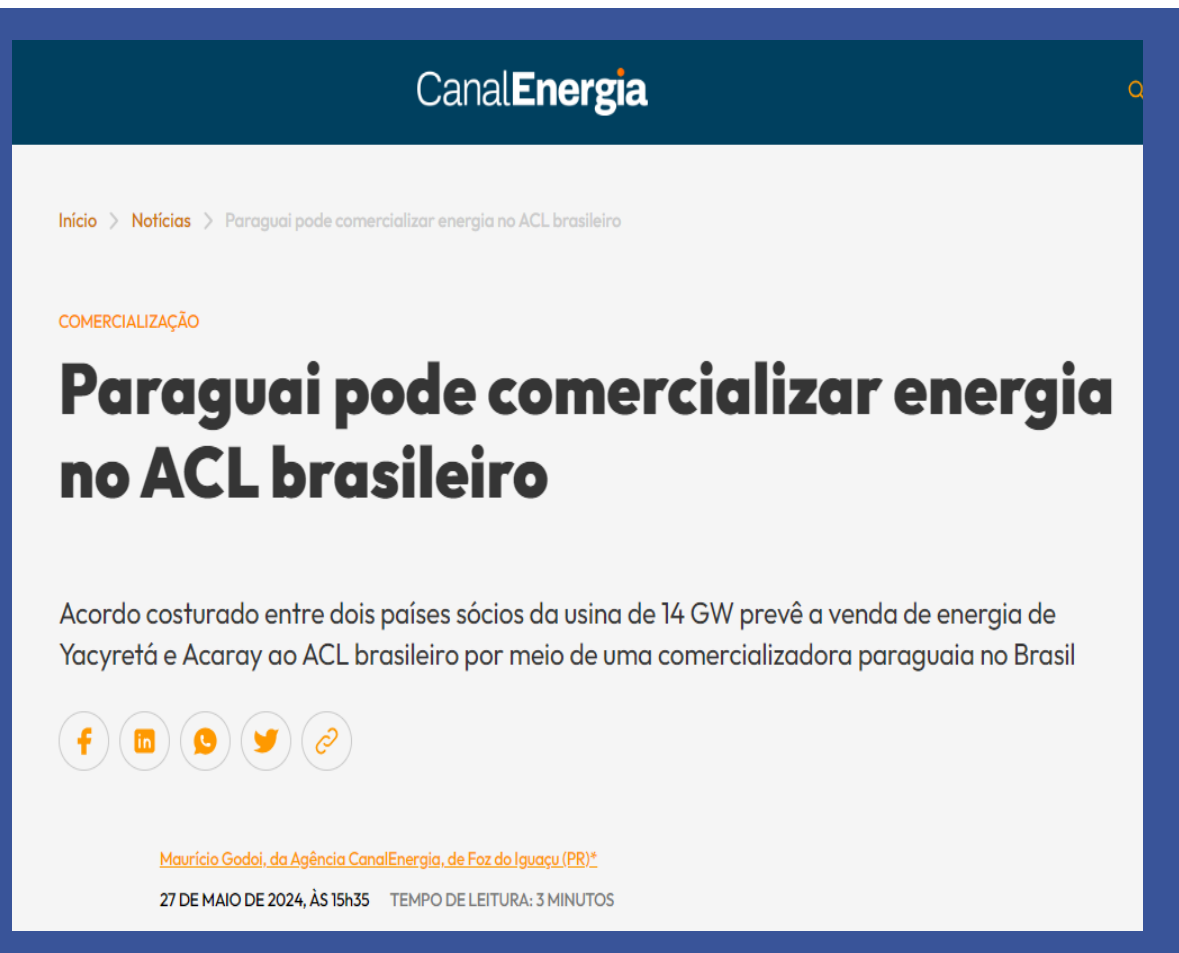 CanalEnergia
Início > Notícias > Paraguai pode comercializar energia no ACL brasileiro
COMERCIALIZAÇÃO
Paraguai pode comercializar energia
no ACL brasileiro
Acordo costurado entre dois países sócios da usina de 14 GW prevê a venda de energia de
Yacyretá e Acaray ao ACL brasileiro por meio de uma comercializadora paraguaia no Brasil
Maurício Godoi, da Agência CanalEnergia, de Foz do Iguaçu (PR)*
27 DE MAIO DE 2024, ÀS 15h35 TEMPO DE LEITURA: 3 MINUTOS